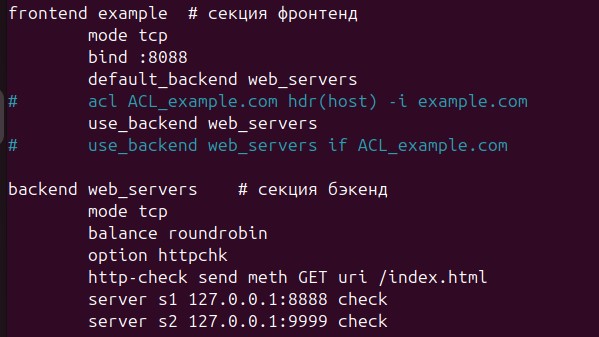 frontend example  # секция фронтенд
        mode tcp
        bind :8088
        default_backend web_servers
#       acl ACL_example.com hdr(host) -i example.com
        use_backend web_servers
#       use_backend web_servers if ACL_example.com

backend web_servers    # секция бэкенд
        mode tcp
        balance roundrobin
        option httpchk
        http-check send meth GET uri /index.html
        server s1 127.0.0.1:8888 check
        server s2 127.0.0.1:9999 check